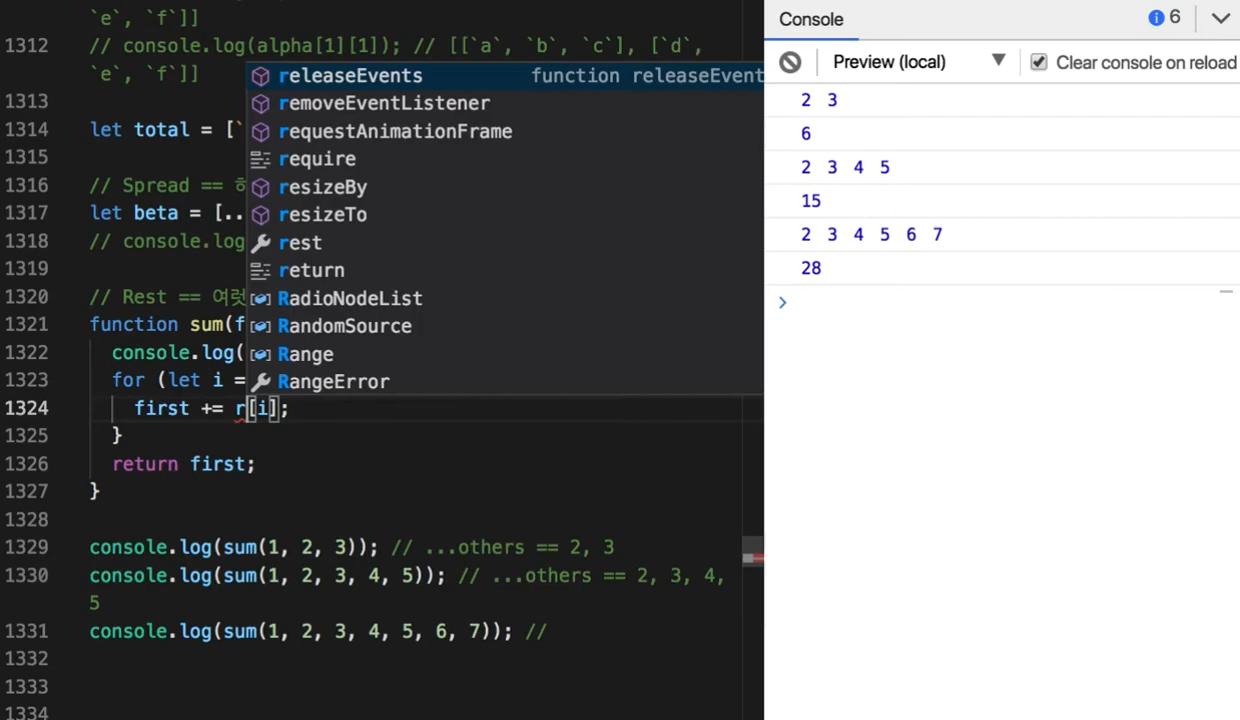 `e`, `f`]]
1312 // console.log(alpha[1][1]); // [[`a`, `b`, `c`], [`d`,
`e`, `f`]]
1313
1314 let total = [`
1315
1316 // Spread ==
1317 let beta = [..
1318 // console.log
1319
1320 // Rest == 여럿
1321 function sum(f
1322 console.log(
1323 for (let i =
1324 first += r[i];
1325 }
1326 return first;
1327 }
1328
1329 console.log(sum(1, 2, 3)); // ...others == 2, 3
1330 console.log(sum(1, 2, 3, 4, 5)); // ...others == 2, 3, 4,
5
1331 console.log(sum(1, 2, 3, 4, 5, 6, 7)); //
1332
1333
1334
releaseEvents function releaseEvent
removeEventListener
requestAnimationFrame
require
resizeBy
resizeTo
rest
return
RadioNodeList
RandomSource
Range
RangeError
Console 6
Preview (local) Clear console on reload
2 3
6
2 3 4 5
15
2 3 4 5 6 7
28